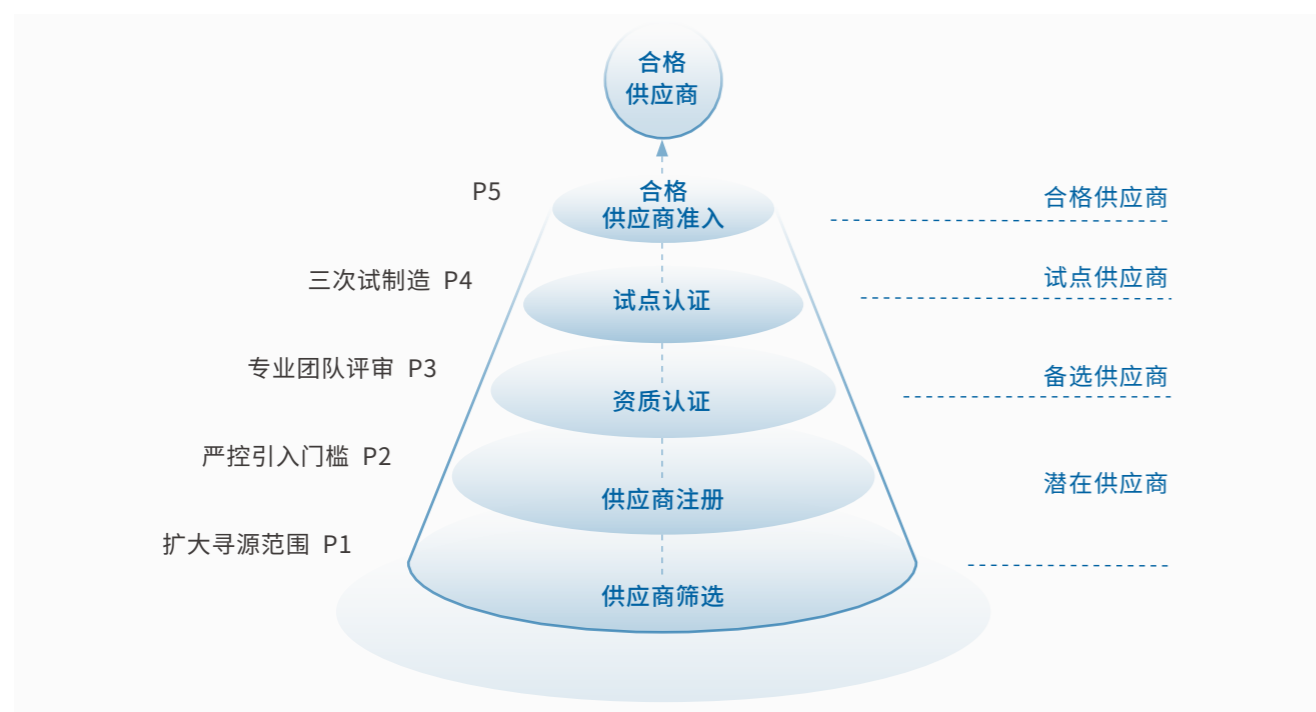 合格
供应商
P5
合格
供应商准入
合格供应商
三次试制造 P4
试点认证
试点供应商
专业团队评审 P3
资质认证
备选供应商
严控引入门槛 P2
供应商注册
潜在供应商
扩大寻源范围 P1
供应商筛选